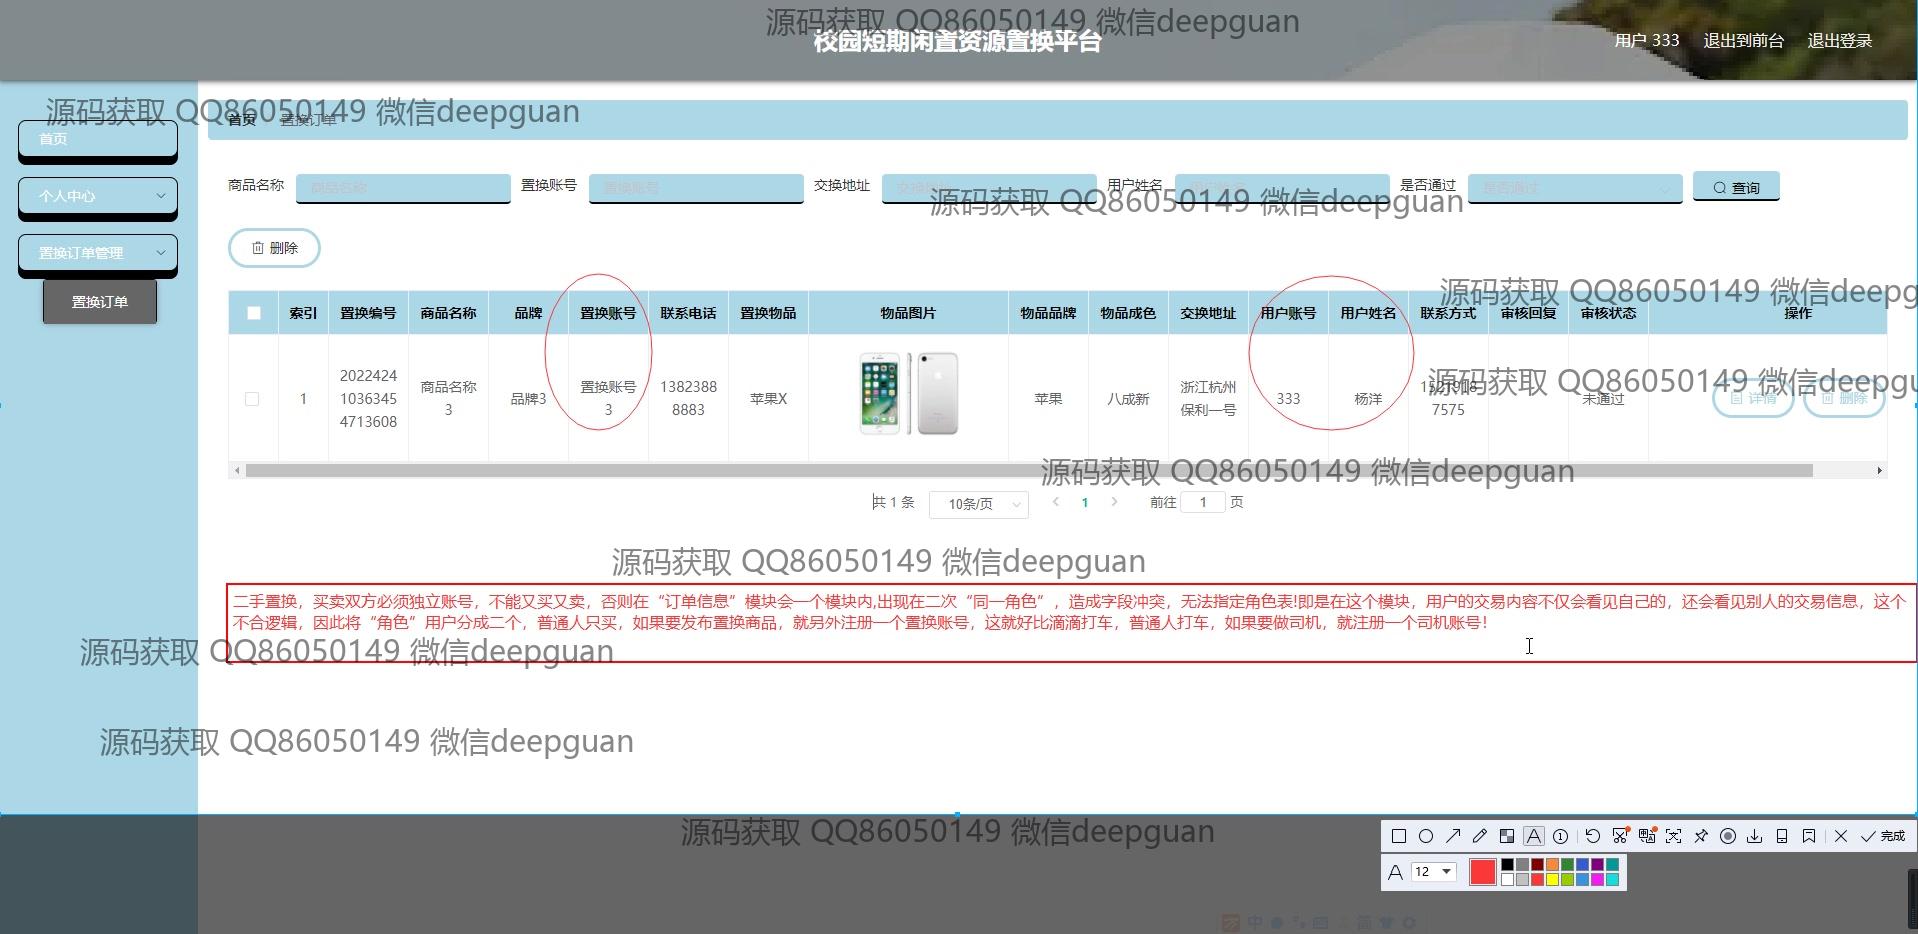 源码获取 QQ86050149 微信deepguan
校园短期闲置资源置换平台
用户 333 退出到前台 退出登录
源码获取 QQ86050149 微信deepguan
首页 置换订单
首页
个人中心
置换订单管理
置换订单
商品名称 商品名称 置换账号 置换账号 交换地址 交换地址 用户姓名 是否通过 是否通过 查询
源码获取 QQ86050149 微信deepguan
删除
源码获取 QQ86050149 微信deepg
索引 置换编号 商品名称 品牌 置换账号 联系电话 置换物品 物品图片 物品品牌 物品成色 交换地址 用户账号 用户姓名 联系方式 审核回复 审核状态 操作
1 2022424 1036345 4713608 商品名称 3 品牌3 置换账号 3 1382388 8883 苹果X 苹果 八成新 浙江杭州 保利一号 333 杨洋 7575 未通过 详情 删除
源码获取 QQ86050149 微信deepgu
源码获取 QQ86050149 微信deepguan
共 1 条 10条/页 1 前往 1 页
源码获取 QQ86050149 微信deepguan
二手置换，买卖双方必须独立账号，不能又买又卖，否则在“订单信息”模块会一个模块内,出现在二次“同一角色”，造成字段冲突，无法指定角色表!即是在这个模块，用户的交易内容不仅会看见自己的，还会看见别人的交易信息，这个
不合逻辑，因此将“角色”用户分成二个，普通人只买，如果要发布置换商品，就另外注册一个置换账号，这就好比滴滴打车，普通人打车，如果要做司机，就注册一个司机账号！
源码获取 QQ86050149 微信deepguan
源码获取 QQ86050149 微信deepguan
源码获取 QQ86050149 微信deepguan
完成
A 12